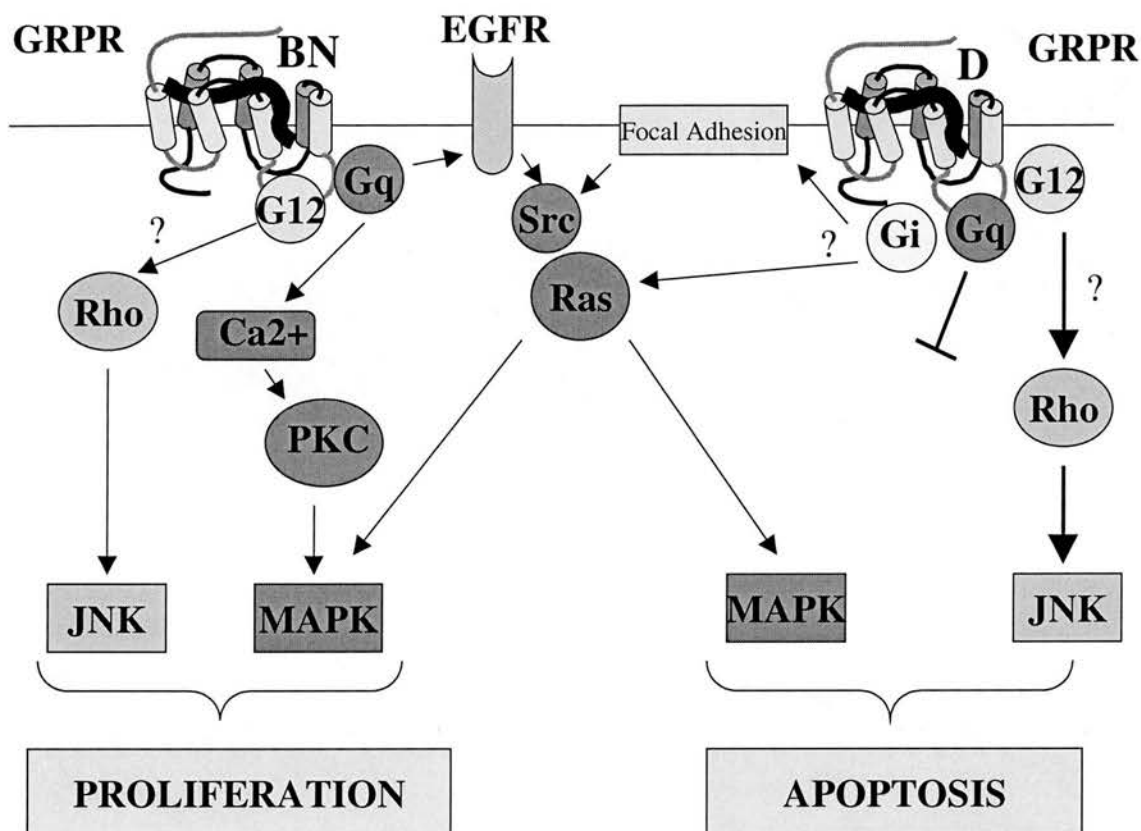 GRPR
BN
EGFR
D
GRPR
Focal Adhesion
Gq
G12
Src
Gi
Gq
G12
?
?
?
Rho
Ca2+
Ras
Rho
PKC
JNK
MAPK
MAPK
JNK
PROLIFERATION
APOPTOSIS